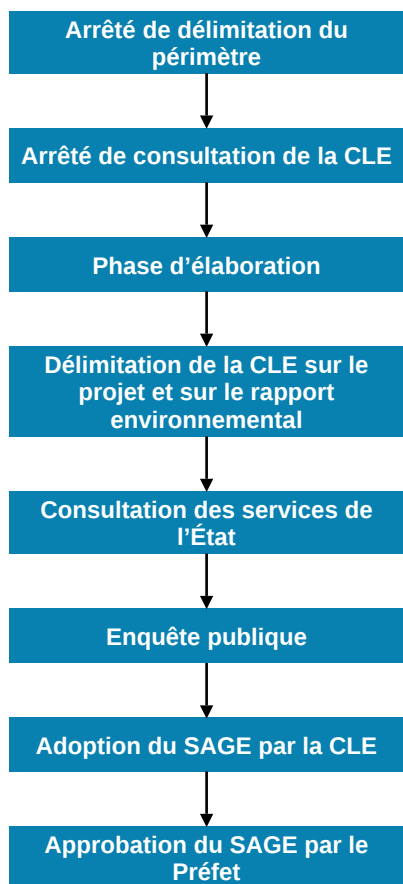 Arrêté de délimitation du
périmètre
Arrêté de consultation de la CLE
Phase d’élaboration
Délimitation de la CLE sur le
projet et sur le rapport
environnemental
Consultation des services de
l’État
Enquête publique
Adoption du SAGE par la CLE
Approbation du SAGE par le
Préfet